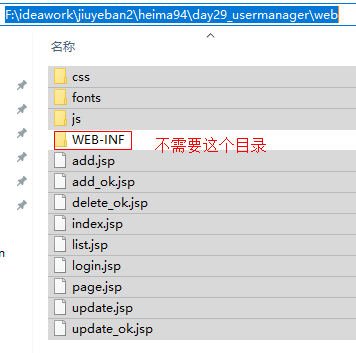 F:\ideawork\jiuyeban2\heima94\day29_usermanager\web
名称
css
fonts
js
WEB-INF 不需要这个目录
add.jsp
add_ok.jsp
delete_ok.jsp
index.jsp
list.jsp
login.jsp
page.jsp
update.jsp
update_ok.jsp